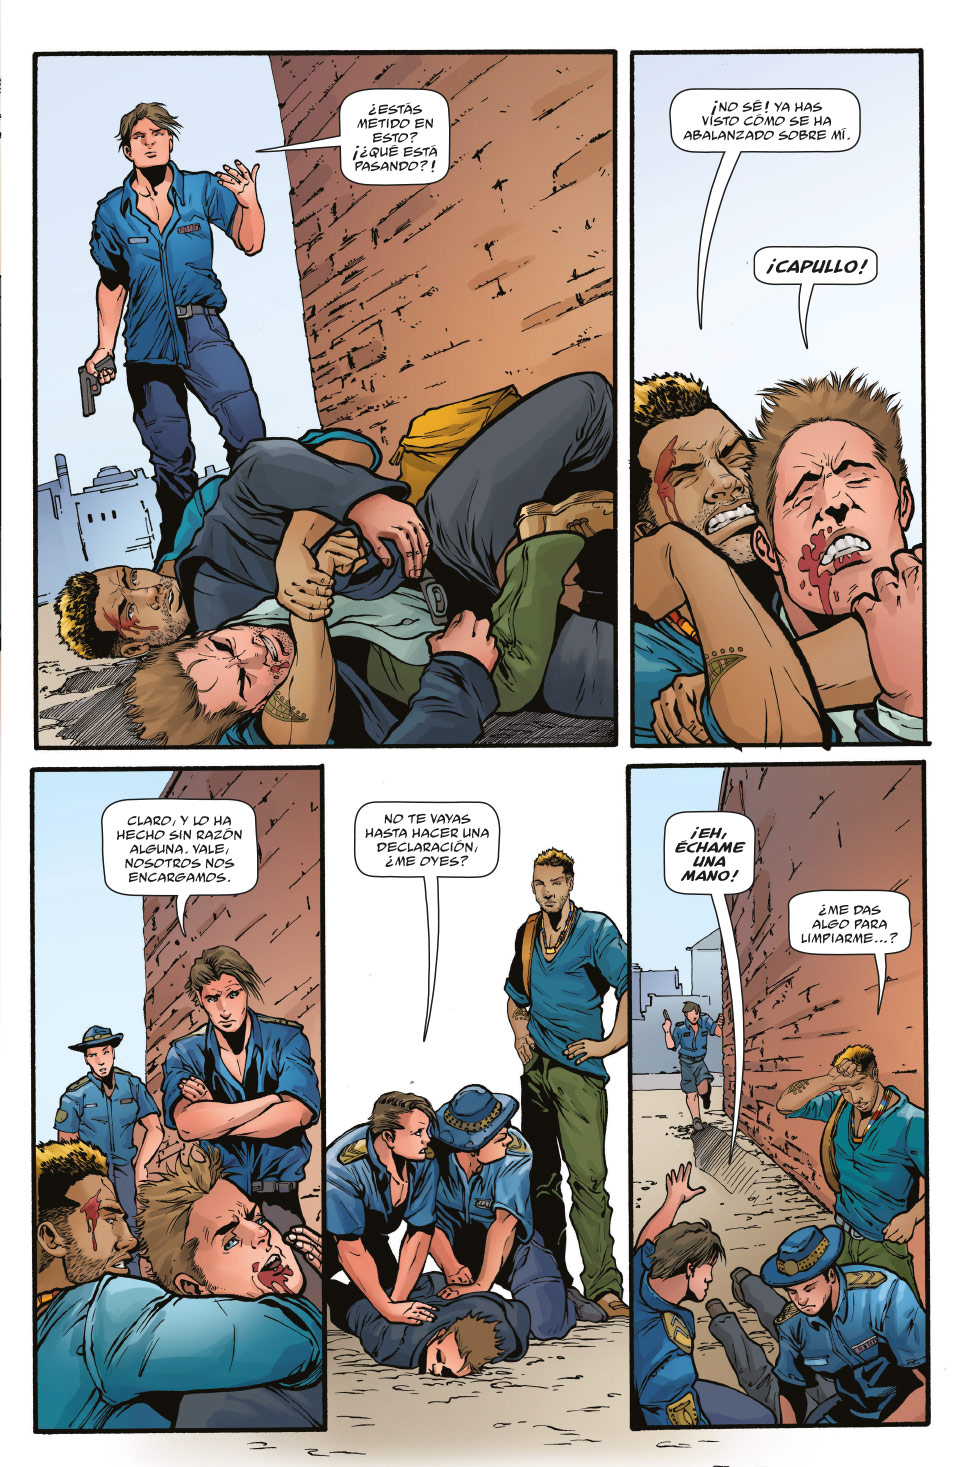 ¿ESTÁS
METIDO EN
ESTO?
¡¿QUÉ ESTÁ
PASANDO?!
¡NO SÉ! YA HAS
VISTO CÓMO SE HA
ABALANZADO SOBRE MÍ.
¡CAPULLO!
CLARO, Y LO HA
HECHO SIN RAZÓN
ALGUNA. VALE,
NOSOTROS NOS
ENCARGAMOS.
NO TE VAYAS
HASTA HACER UNA
DECLARACIÓN,
¿ME OYES?
¡EH,
ÉCHAME
UNA
MANO!
¿ME DAS
ALGO PARA
LIMPIARME...?